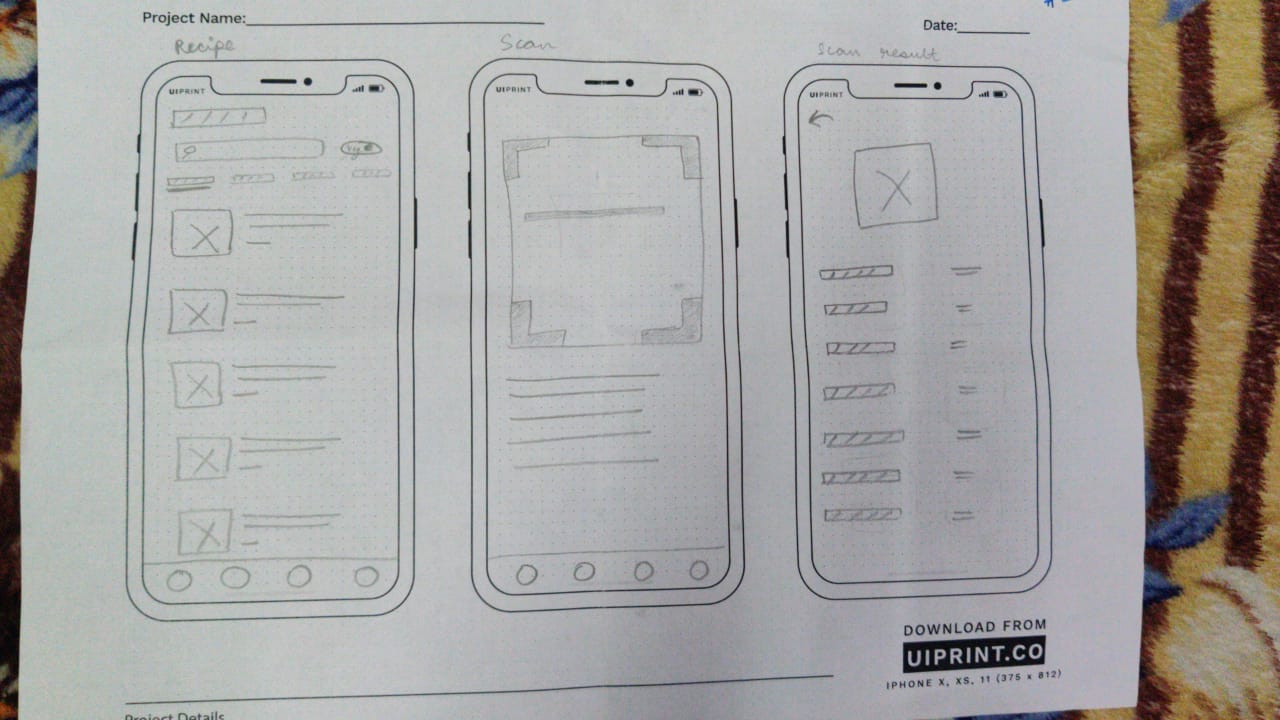 Project Name:
Date:
Recipe
Scan
Scan result
UIPRINT
UIPRINT
UIPRINT
DOWNLOAD FROM
UIPRINT.CO
IPHONE X, XS, 11 (375 x 812)
Project Details